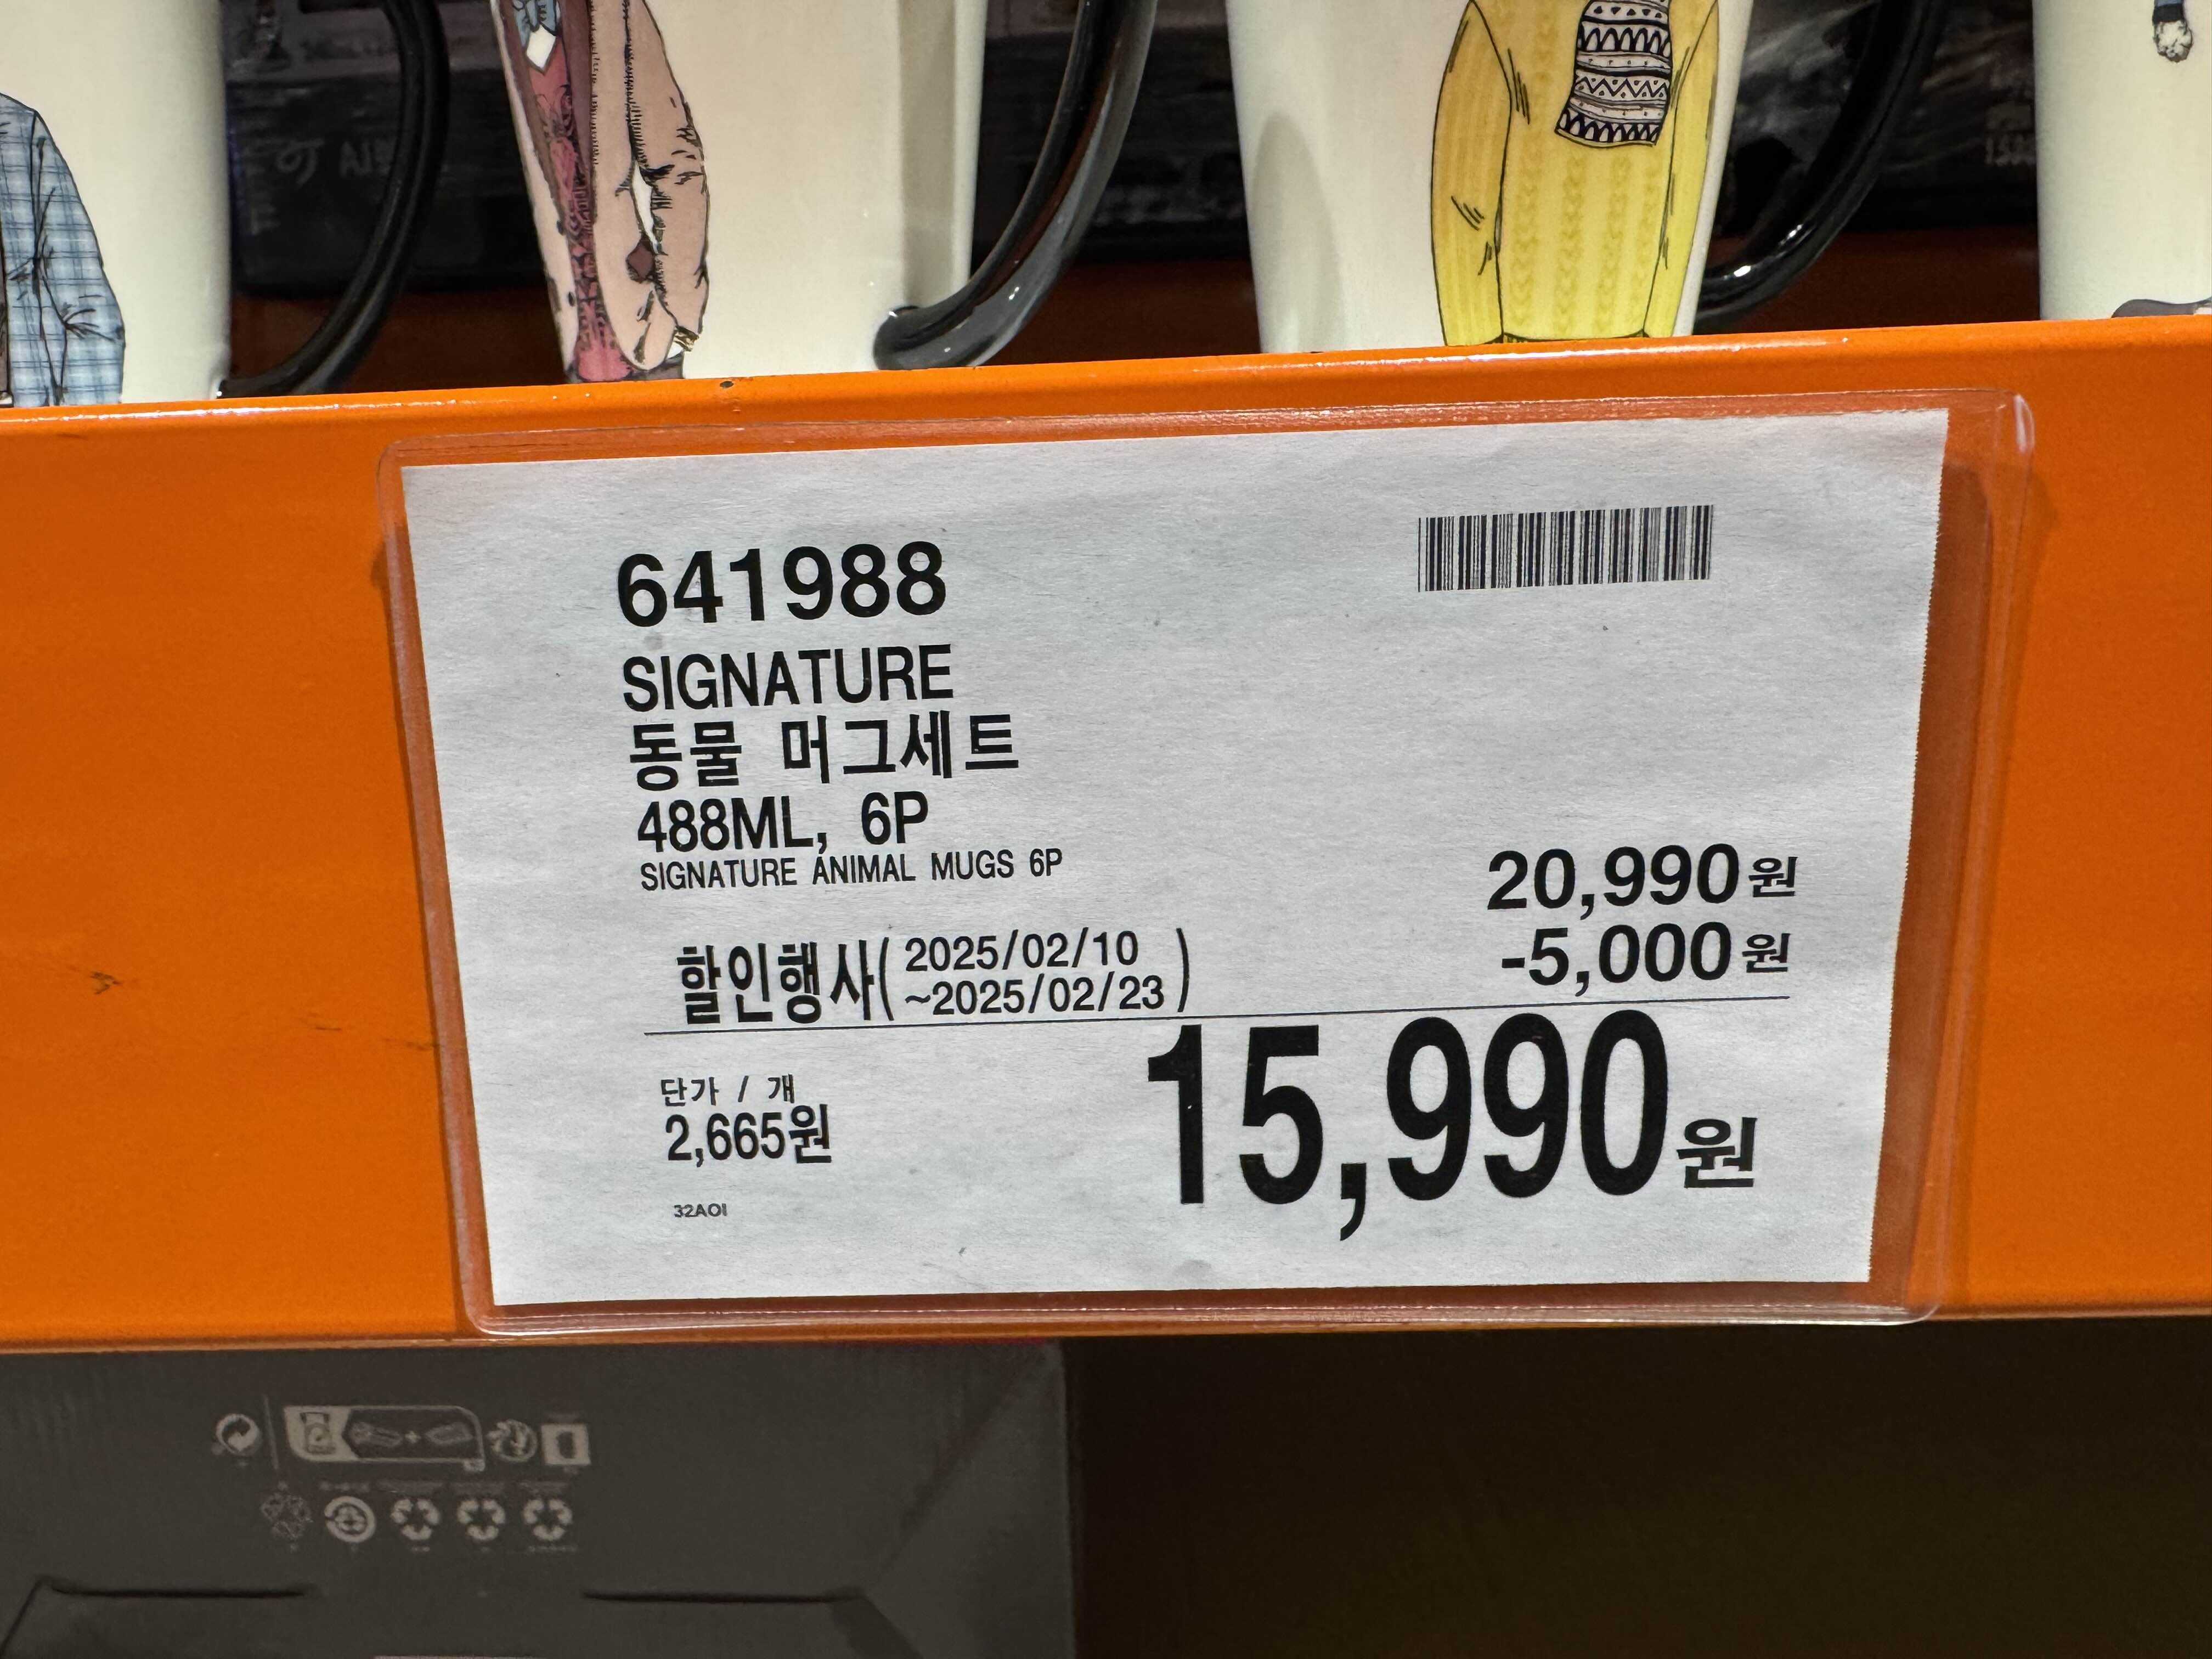 641988
SIGNATURE
동물 머그세트
488ML, 6P
SIGNATURE ANIMAL MUGS 6P
20,990원
할인행사(2025/02/10
~2025/02/23)
-5,000원
15,990원
단가 / 개
2,665원
32AOI